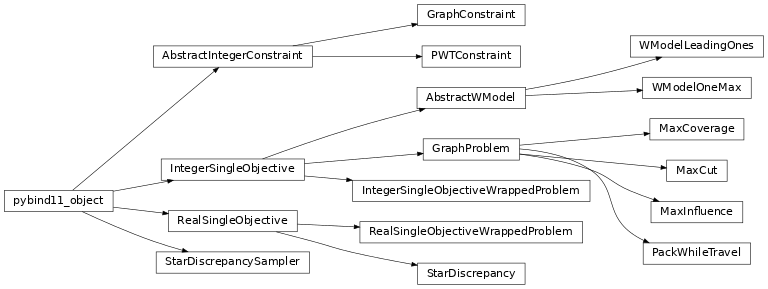 GraphConstraint
AbstractIntegerConstraint
PWTConstraint
WModelLeadingOnes
WModelOneMax
AbstractWModel
MaxCoverage
GraphProblem
IntegerSingleObjective
MaxCut
IntegerSingleObjectiveWrappedProblem
pybind11_object
MaxInfluence
RealSingleObjective
RealSingleObjectiveWrappedProblem
PackWhileTravel
StarDiscrepancySampler
StarDiscrepancy